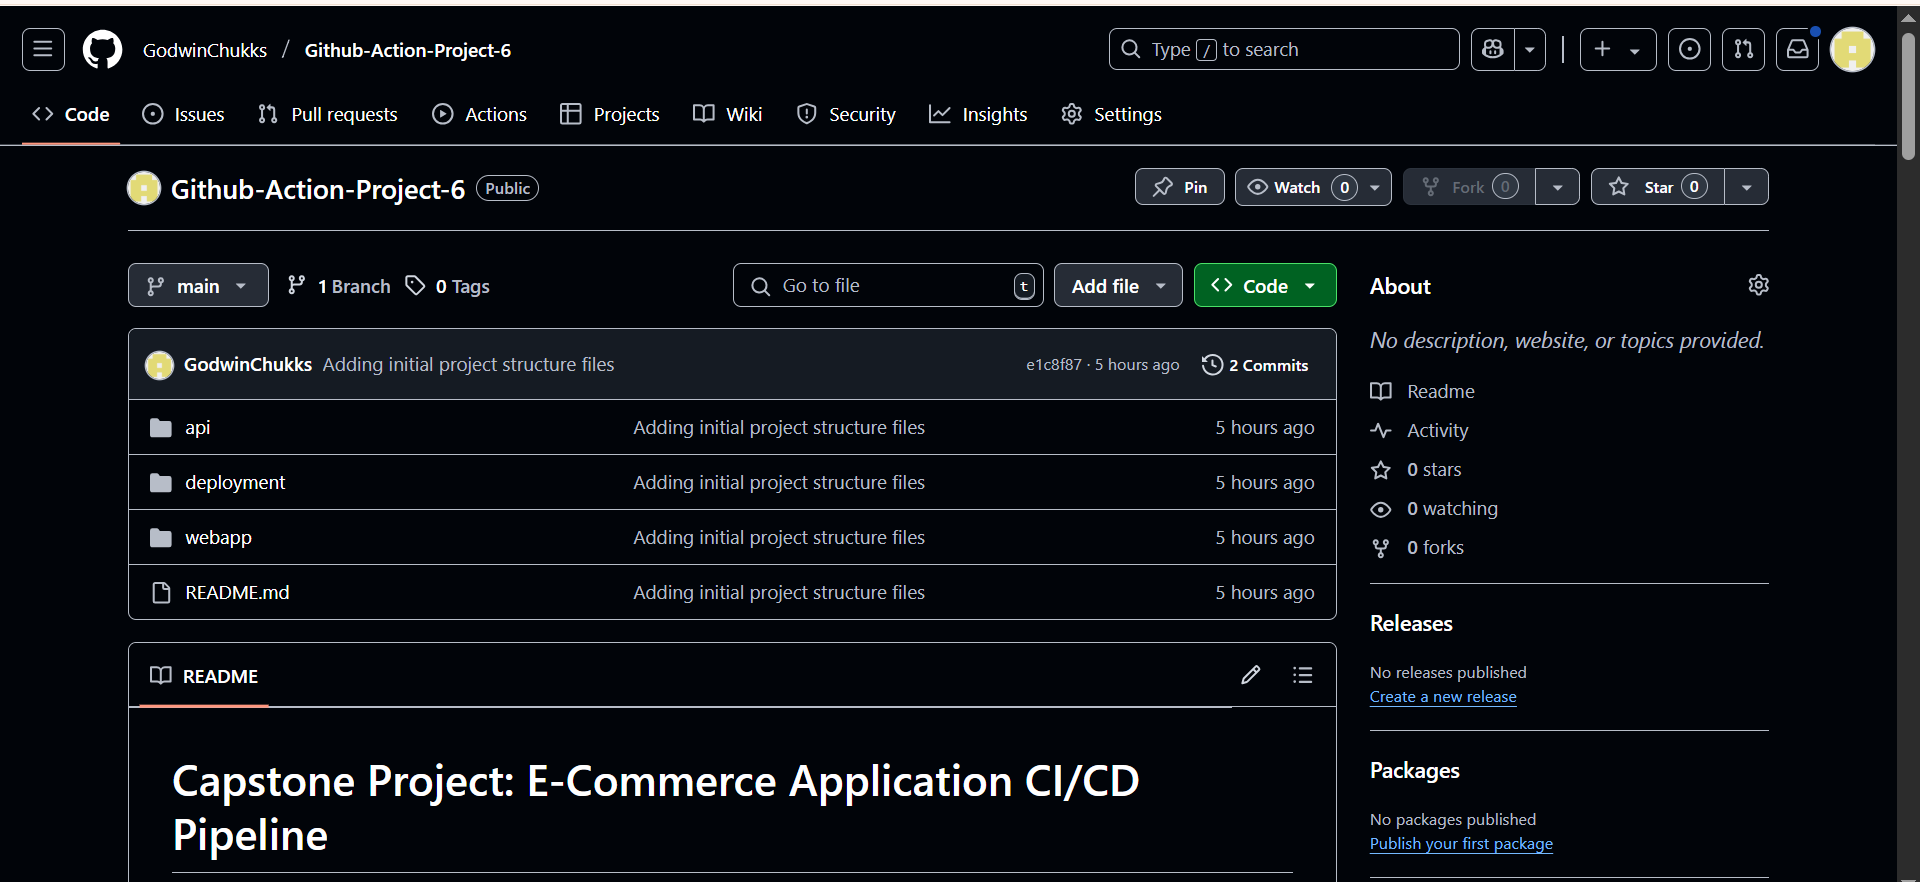 GodwinChukks / Github-Action-Project-6
Type / to search
Code Issues Pull requests Actions Projects Wiki Security Insights Settings
Github-Action-Project-6 Public
Pin Watch 0 Fork 0 Star 0
main 1 Branch 0 Tags
Go to file t
Add file Code
GodwinChukks Adding initial project structure files e1c8f87 · 5 hours ago 2 Commits
api Adding initial project structure files 5 hours ago
deployment Adding initial project structure files 5 hours ago
webapp Adding initial project structure files 5 hours ago
README.md Adding initial project structure files 5 hours ago
README
Capstone Project: E-Commerce Application CI/CD
Pipeline
About
No description, website, or topics provided.
Readme
Activity
0 stars
0 watching
0 forks
Releases
No releases published
Create a new release
Packages
No packages published
Publish your first package